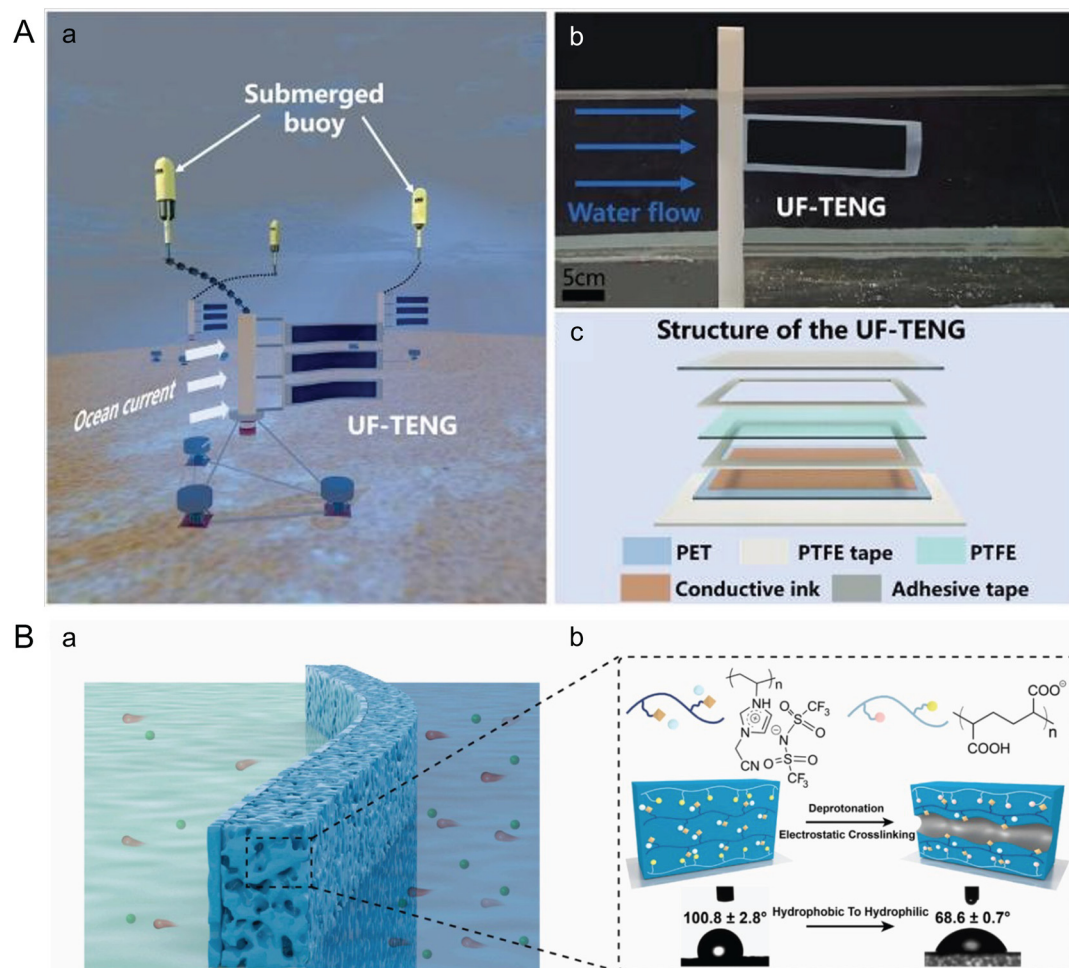 A
a
Submerged
buoy
Ocean current
UF-TENG
b
Water flow
UF-TENG
5cm
c
Structure of the UF-TENG
PET
PTFE tape
PTFE
Conductive ink
Adhesive tape
B
a
b
n
NH
⊕
N
CN
⊖
N
O
S
O
CF₃
O
S
O
CF₃
COO⊖
COOH
n
Deprotonation
Electrostatic Crosslinking
100.8 ± 2.8°
Hydrophobic To Hydrophilic
68.6 ± 0.7°